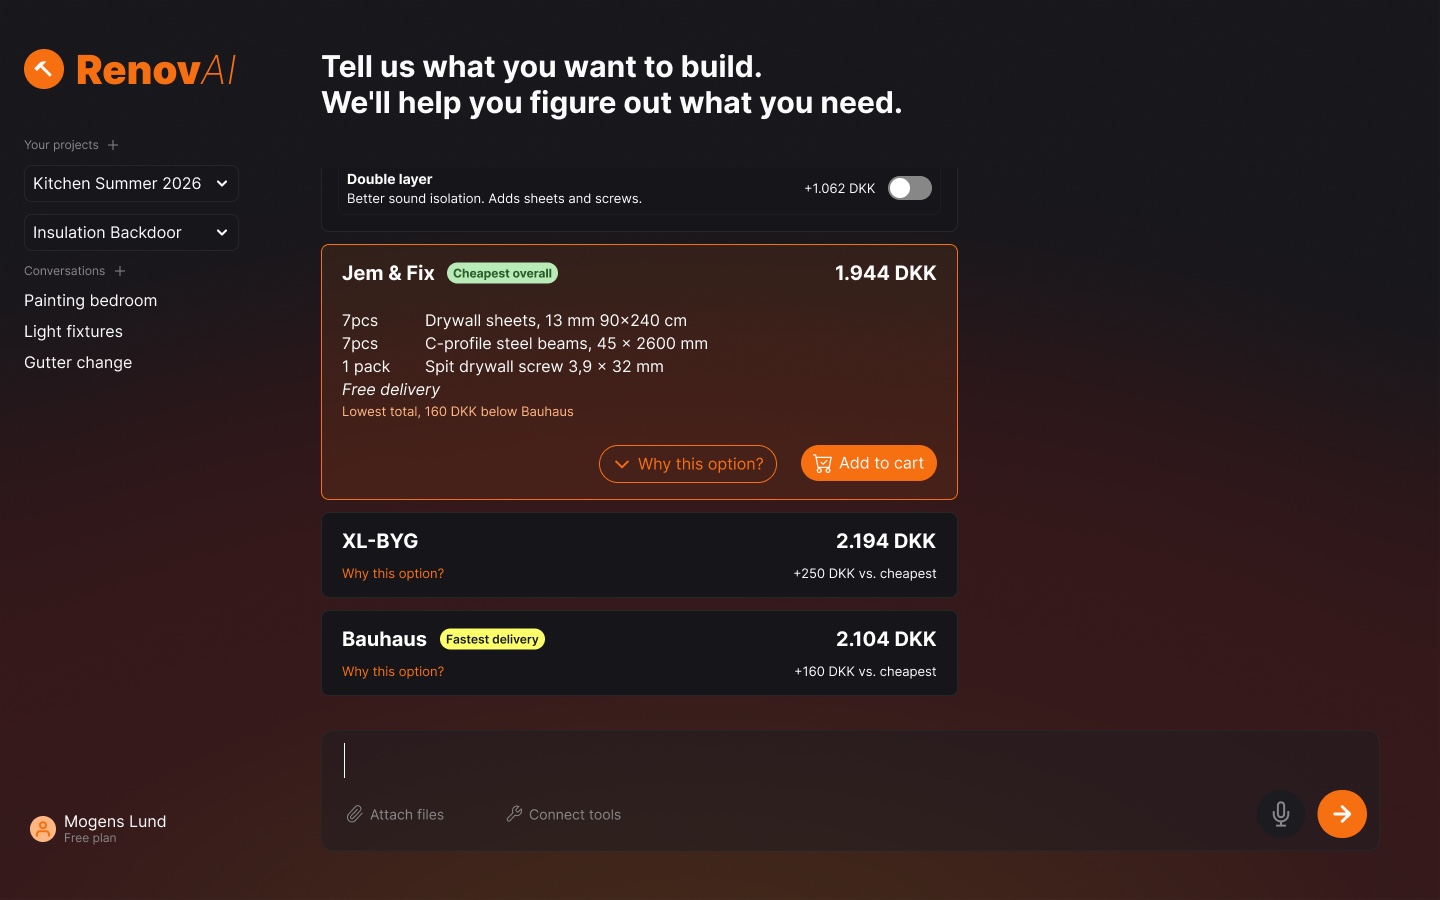 RenovAI
Your projects
Kitchen Summer 2026
Insulation Backdoor
Conversations
Painting bedroom
Light fixtures
Gutter change
Mogens Lund
Free plan
Tell us what you want to build.
We'll help you figure out what you need.
Double layer
Better sound isolation. Adds sheets and screws.
+1.062 DKK
Jem & Fix Cheapest overall 1.944 DKK
7pcs Drywall sheets, 13 mm 90×240 cm
7pcs C-profile steel beams, 45 × 2600 mm
1 pack Spit drywall screw 3,9 × 32 mm
Free delivery
Lowest total, 160 DKK below Bauhaus
Why this option? Add to cart
XL-BYG 2.194 DKK
Why this option? +250 DKK vs. cheapest
Bauhaus Fastest delivery 2.104 DKK
Why this option? +160 DKK vs. cheapest
Attach files Connect tools